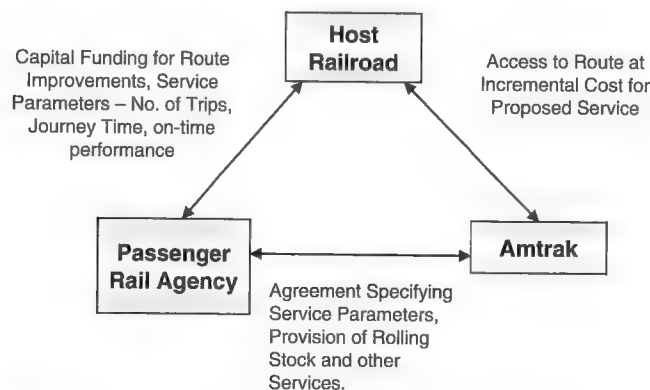 Host
Railroad
Capital Funding for Route
Improvements, Service
Parameters – No. of Trips,
Journey Time, on-time
performance
Access to Route at
Incremental Cost for
Proposed Service
Passenger
Rail Agency
Amtrak
Agreement Specifying
Service Parameters,
Provision of Rolling
Stock and other
Services.